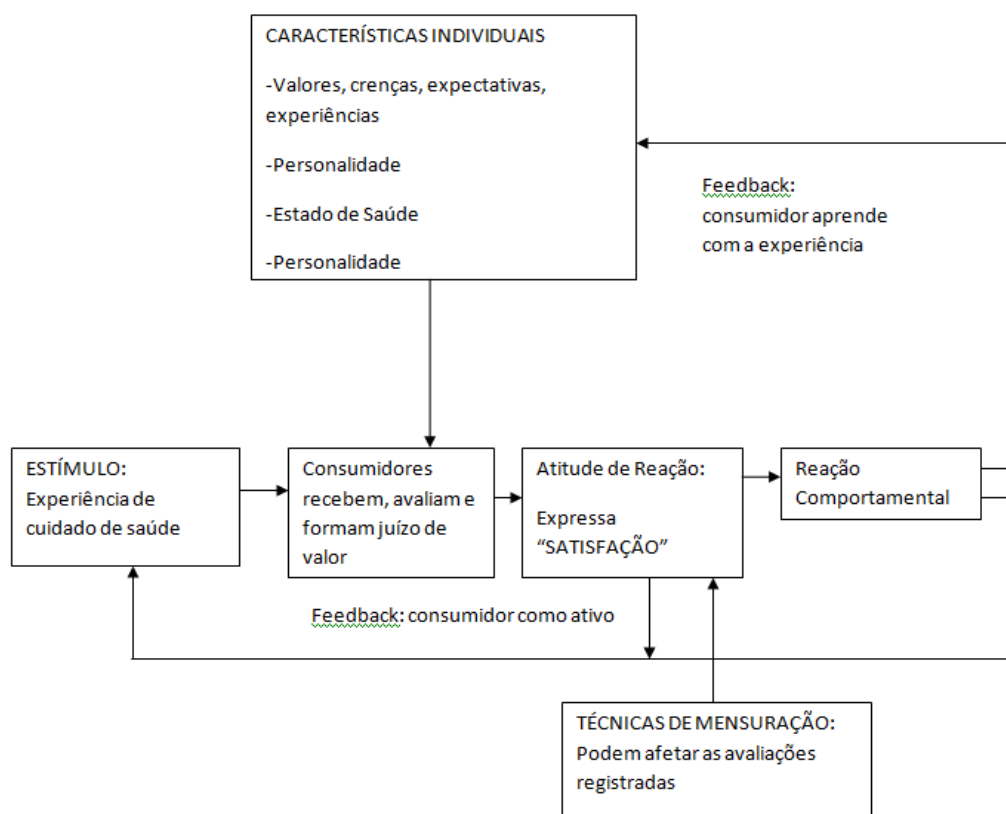 CARACTERÍSTICAS INDIVIDUAIS
-Valores, crenças, expectativas,
experiências
-Personalidade
-Estado de Saúde
-Personalidade
Feedback:
consumidor aprende
com a experiência
ESTÍMULO:
Experiência de
cuidado de saúde
Consumidores
recebem, avaliam e
formam juízo de
valor
Atitude de Reação:
Expressa
“SATISFAÇÃO”
Reação
Comportamental
Feedback: consumidor como ativo
TÉCNICAS DE MENSURAÇÃO:
Podem afetar as avaliações
registradas